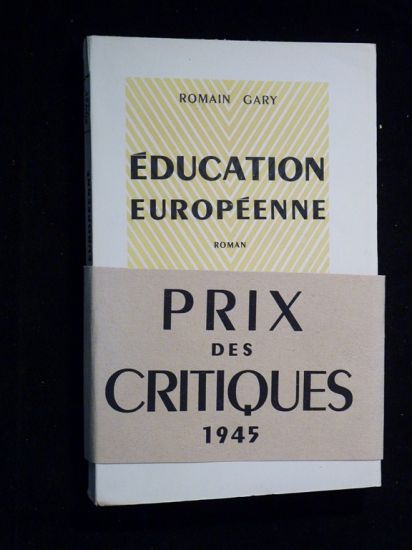 ROMAIN GARY
ÉDUCATION
EUROPÉENNE
ROMAN
PRIX
DES
CRITIQUES
1945